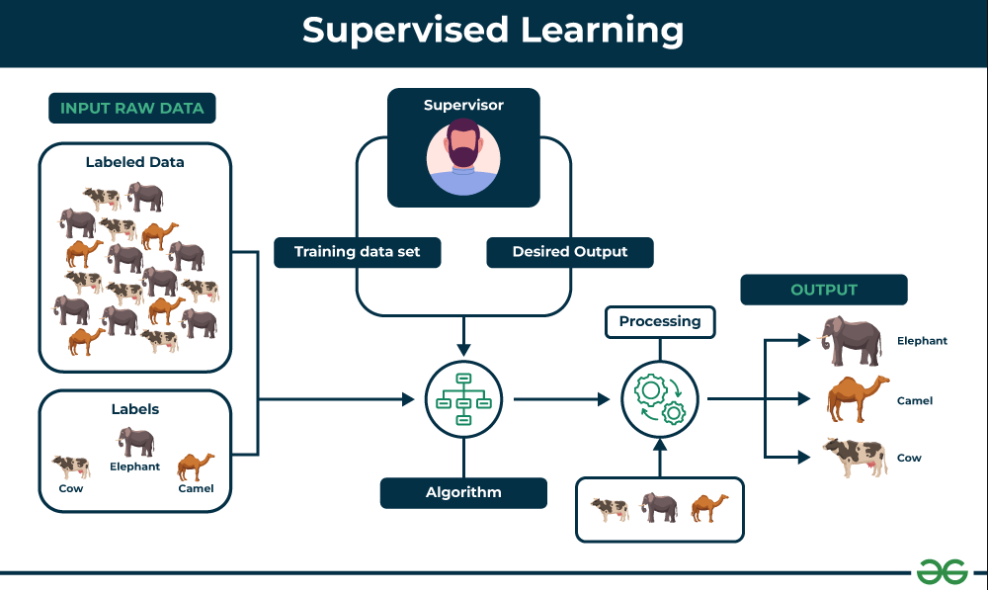 Supervised Learning
INPUT RAW DATA
Labeled Data
Labels
Elephant
Cow
Camel
Supervisor
Training data set
Desired Output
Algorithm
Processing
OUTPUT
Elephant
Camel
Cow